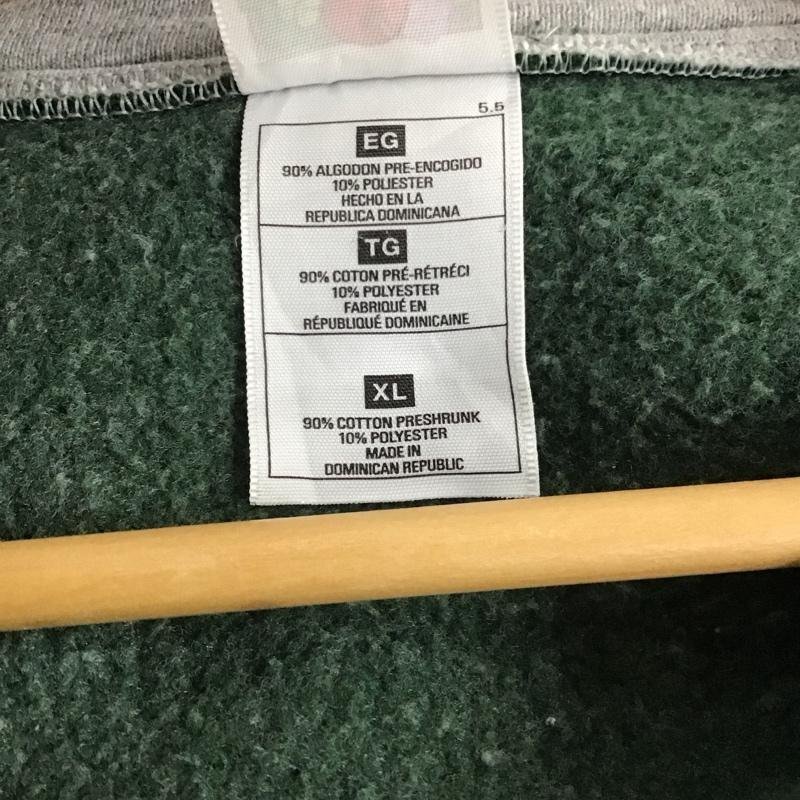 5.5
EG
90% ALGODON PRE-ENCOGIDO
10% POLIESTER
HECHO EN LA
REPUBLICA DOMINICANA
TG
90% COTON PRÉ-RÉTRÉCI
10% POLYESTER
FABRIQUÉ EN
RÉPUBLIQUÉ DOMINICAINE
XL
90% COTTON PRESHRUNK
10% POLYESTER
MADE IN
DOMINICAN REPUBLIC